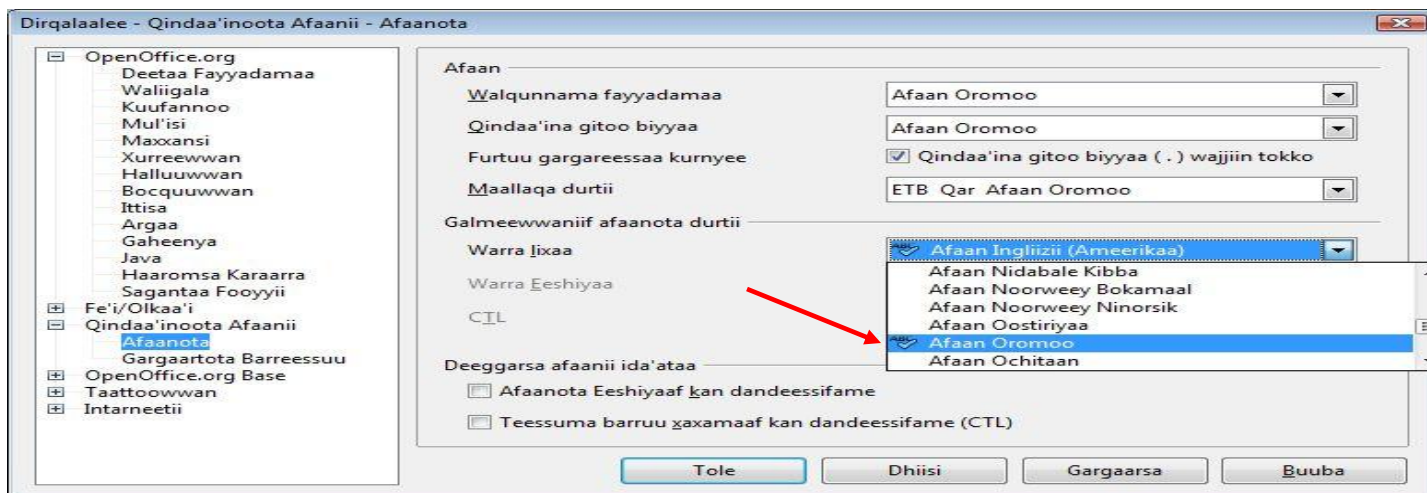 Dirqalaalee - Qindaa'inoota Afaanii - Afaanota
OpenOffice.org
Deetaa Fayyadamaa
Waliigala
Kuufannoo
Mul'isi
Maxxansi
Xurreewwan
Halluuwwan
Bocquuwwan
Ittisa
Argaa
Gaheenya
Java
Haaromsa Karaarra
Sagantaa Fooyyii
Fe'i/Olkaa'i
Qindaa'inoota Afaanii
Afaanota
Gargaartota Barreessuu
OpenOffice.org Base
Taattoowwan
Intarneetii
Afaan
Walqunnama fayyadamaa Afaan Oromoo
Qindaa'ina gitoo biyyaa Afaan Oromoo
Furtuu gargareessaa kurnyee Qindaa'ina gitoo biyyaa ( . ) wajjiin tokko
Maallaqa durtii ETB Qar Afaan Oromoo
Galmeewwaniif afaanota durtii
Warra lixaa Afaan Ingliizii (Ameerikaa)
Warra Eeshiyaa
CTL
Afaan Nidabale Kibba
Afaan Noorweey Bokamaal
Afaan Noorweey Ninorsik
Afaan Oostiriyaa
Afaan Oromoo
Afaan Ochitaan
Deeggarsa afaanii ida'ataa
Afaanota Eeshiyaaf kan dandeessifame
Teessuma barruu xaxamaaf kan dandeessifame (CTL)
Tole Dhiisi Gargaarsa Buuba